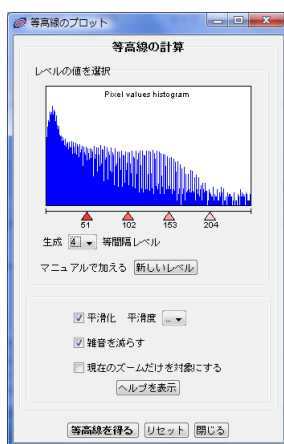 等高線のプロット
等高線の計算
レベルの値を選択
Pixel values histogram
51 102 153 204
生成 4.. 等間隔レベル
マニュアルで加える 新しいレベル
平滑化 平滑度 ..
雑音を減らす
現在のズームだけを対象にする
ヘルプを表示
等高線を得る リセット 閉じる